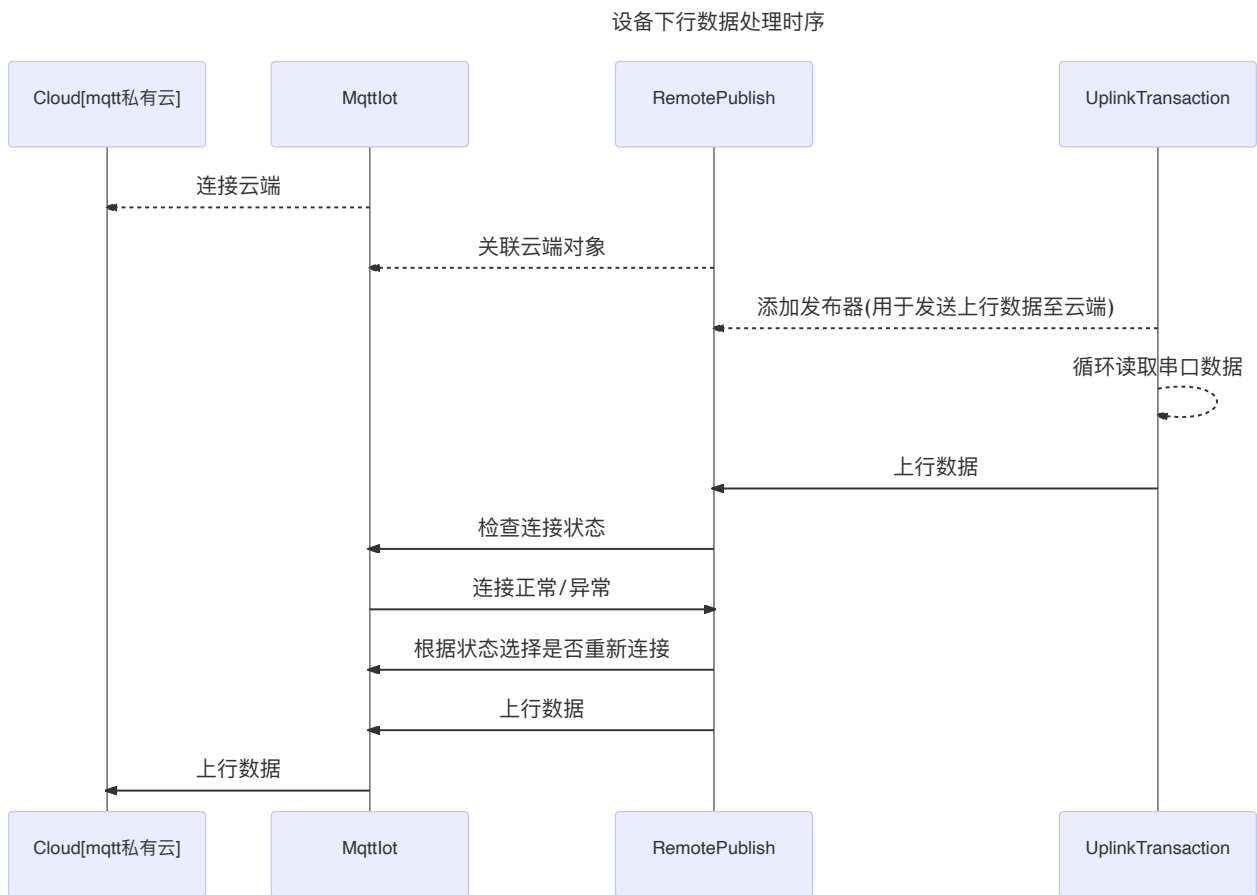 设备下行数据处理时序
Cloud[mqtt私有云]
MqttIot
RemotePublish
UplinkTransaction
连接云端
关联云端对象
添加发布器(用于发送上行数据至云端)
循环读取串口数据
上行数据
检查连接状态
连接正常/异常
根据状态选择是否重新连接
上行数据
上行数据
Cloud[mqtt私有云]
MqttIot
RemotePublish
UplinkTransaction